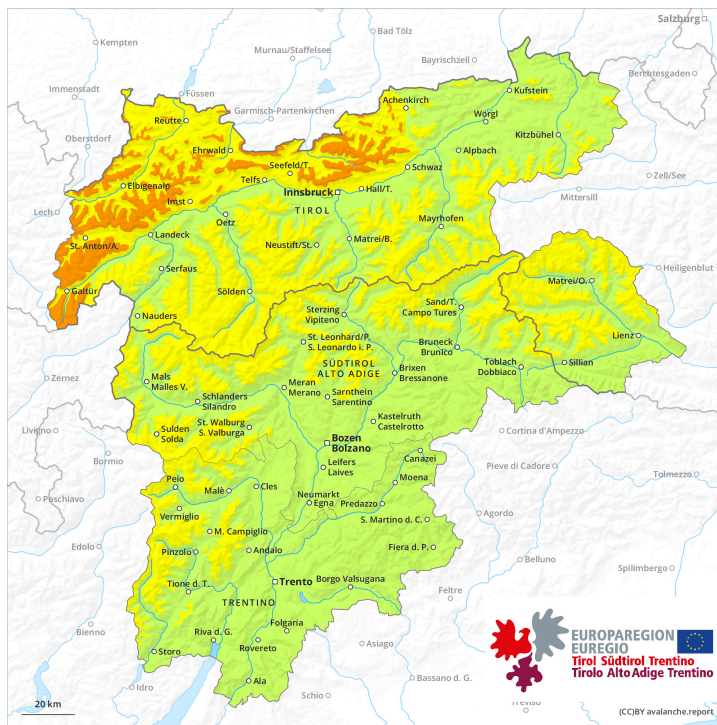 Salzburg
Bad Tölz
Kempten
Murnau/Staffelsee
Bayrischzell
Berchtesgaden
Immenstadt
Füssen
Kufstein
Garmisch-Partenkirchen
Achenkirch
Reutte
Wörgl
Oberstdorf
Ehrwald
Kitzbühel
Seefeld/T.
Alpbach
Telfs
Schwaz
Zell/See
Elbigenalp
Innsbruck
Hall/T.
Mittersill
Imst
TIROL
Lech
Oetz
Mayrhofen
St. Anton/A.
Landeck
Neustift/St.
Matrei/B.
Heiligenblut
Serfaus
Matrei/O.
Galtür
Sölden
Sand/T.
Campo Tures
Nauders
Sterzing
Vipiteno
Lienz
St. Leonhard/P.
S. Leonardo i. P.
Bruneck
Brunico
SÜDTIROL
ALTO ADIGE
Toblach
Dobbiaco
Sillian
Brixen
Bressanone
Zernez
Mals
Malles V.
Meran
Merano
Sarnthein
Sarentino
Schlanders
Silandro
Kastelruth
Castelrotto
St. Walburg
S. Valburga
Livigno
Sulden
Solda
Bozen
Bolzano
Cortina d'Ampezzo
Bormio
Canazei
Leifers
Laives
Pieve di Cadore
Tolmezzo
Peio
Malè
Cles
Moena
Poschiavo
Neumarkt
Egna
Predazzo
Vermiglio
Agordo
S. Martino d. C.
M. Campiglio
Edolo
Pinzolo
Andalo
Fiera d. P.
Belluno
Spilimbergo
Tione d. T.
Trento
Borgo Valsugana
Feltre
TRENTINO
Bienno
Folgaria
Riva d. G.
Rovereto
Asiago
Storo
Bassano d. G.
Ala
Idro
Schio
Treviso
EUROPAREGION
EUREGIO
Tirol Südtirol Trentino
Tirolo Alto Adige Trentino
20 km
(CC)BY avalanche.report